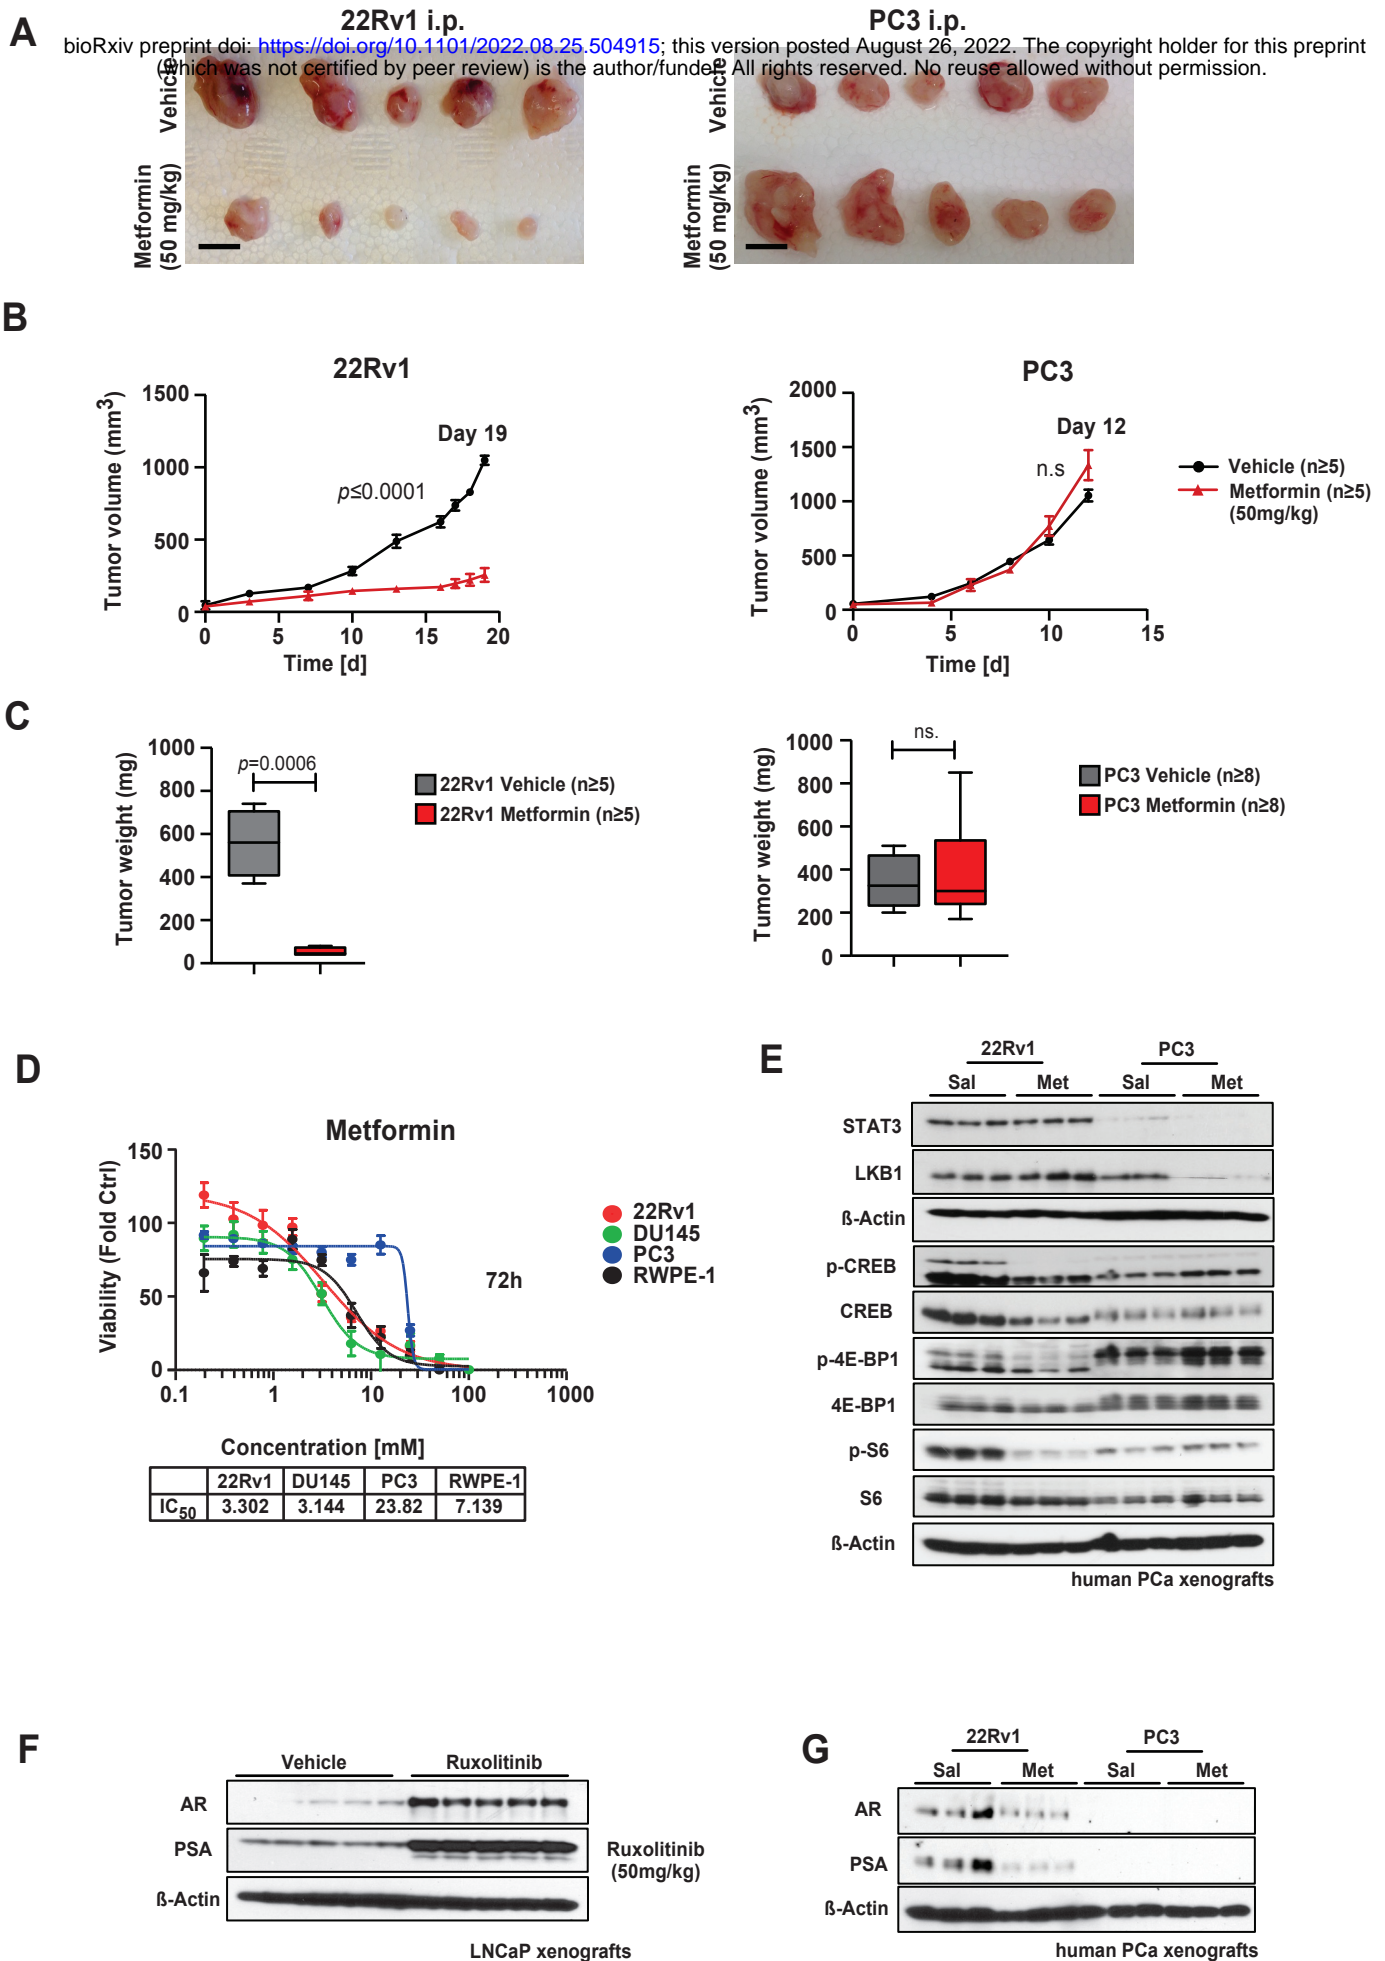 A
22Rv1 i.p.
PC3 i.p.
bioRxiv preprint doi: https://doi.org/10.1101/2022.08.25.504915; this version posted August 26, 2022. The copyright holder for this preprint
(which was not certified by peer review) is the author/funder. All rights reserved. No reuse allowed without permission.
Vehicle
Metformin
(50 mg/kg)
Vehicle
Metformin
(50 mg/kg)
B
22Rv1
Tumor volume (mm3)
1500
1000
500
0
Day 19
p≤0.0001
0 5 10 15 20
Time [d]
PC3
Tumor volume (mm3)
2000
1500
1000
500
0
Day 12
n.s
0 5 10 15
Time [d]
Vehicle (n≥5)
Metformin (n≥5)
(50mg/kg)
C
Tumor weight (mg)
1000
800
600
400
200
0
p=0.0006
22Rv1 Vehicle (n≥5)
22Rv1 Metformin (n≥5)
Tumor weight (mg)
1000
800
600
400
200
0
ns.
PC3 Vehicle (n≥8)
PC3 Metformin (n≥8)
D
Metformin
Viability (Fold Ctrl)
150
100
50
0
0.1 1 10 100 1000
72h
22Rv1
DU145
PC3
RWPE-1
Concentration [mM]
22Rv1 DU145 PC3 RWPE-1
IC50 3.302 3.144 23.82 7.139
E
22Rv1 PC3
Sal Met Sal Met
STAT3
LKB1
ß-Actin
p-CREB
CREB
p-4E-BP1
4E-BP1
p-S6
S6
ß-Actin
human PCa xenografts
F
Vehicle Ruxolitinib
AR
PSA
ß-Actin
Ruxolitinib
(50mg/kg)
LNCaP xenografts
G
22Rv1 PC3
Sal Met Sal Met
AR
PSA
ß-Actin
human PCa xenografts